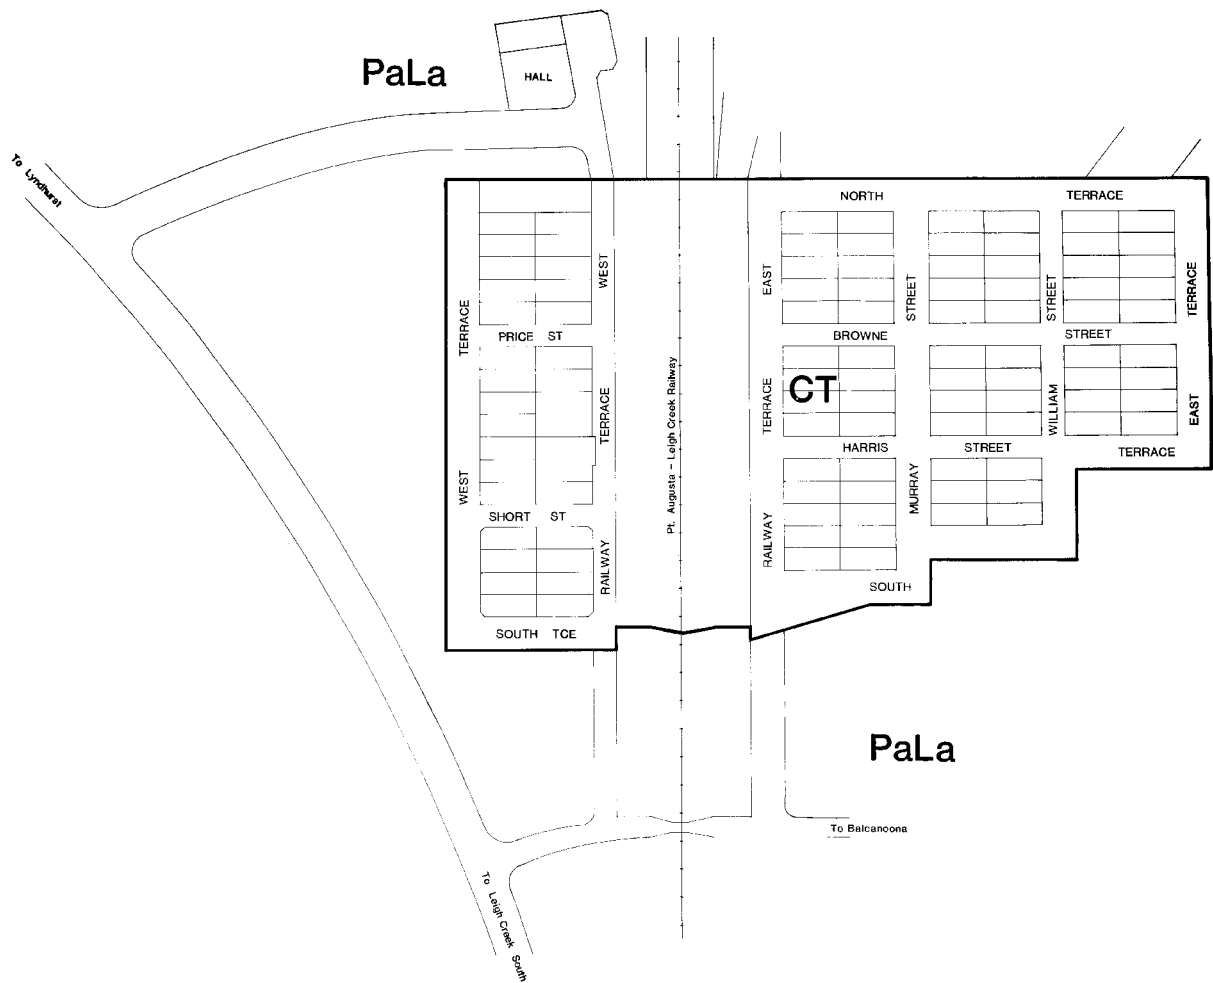 PaLa
HALL
To Lyndhurst
NORTH TERRACE
WEST
EAST
STREET
STREET
TERRACE
TERRACE
PRICE ST
BROWNE STREET
Pt. Augusta - Leigh Creek Railway
CT
TERRACE
TERRACE
WILLIAM
EAST
HARRIS STREET TERRACE
WEST
MURRAY
SHORT ST
RAILWAY
RAILWAY
SOUTH
SOUTH TCE
PaLa
To Balcanoona
To Leigh Creek South